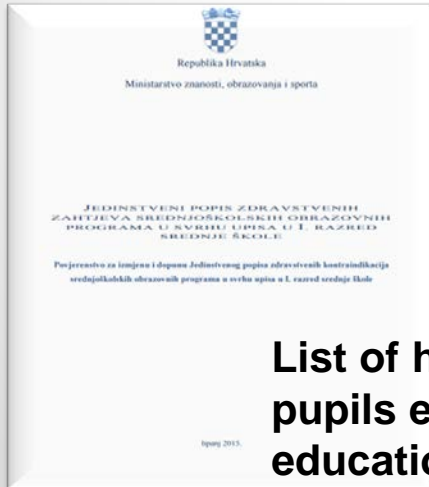 Republika Hrvatska
Ministarstvo znanosti, obrazovanja i sporta
JEDINSTVENI POPIS ZDRAVSTVENIH
ZAHTJEVA SREDNJOŠKOLSKIH OBRAZOVNIH
PROGRAMA U SVRHU UPISA U I. RAZRED
SREDNJE ŠKOLE
Povjerenstvo za izmjenu i dopunu Jedinstvenog popisa zdravstvenih kontraindikacija
srednjoškolskih obrazovnih programa u svrhu upisa u I. razred srednje škole
lipanj 2015.
List of h
pupils e
educatio